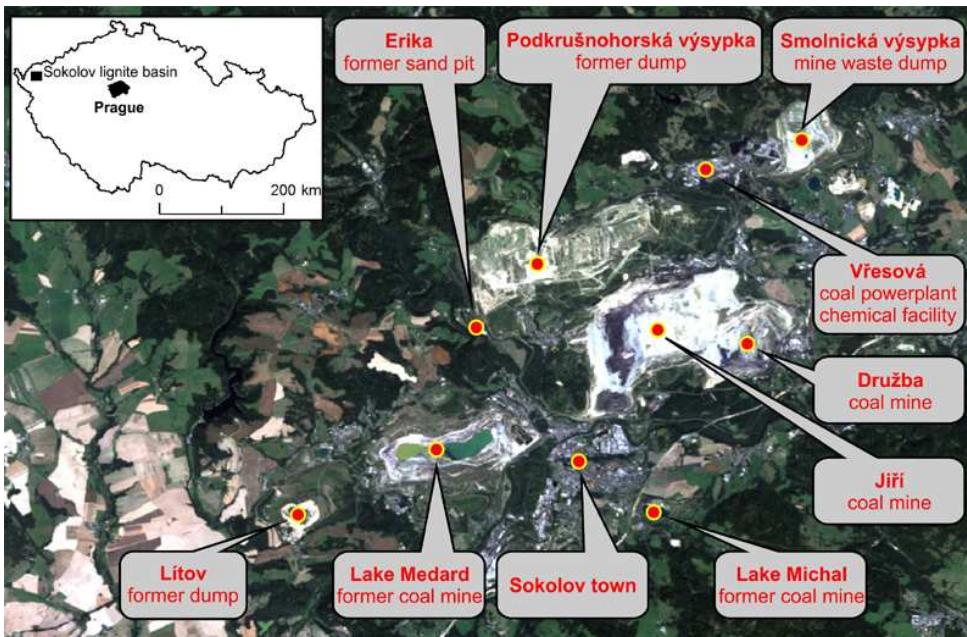 Erika
former sand pit
Podkrušnohorská výsypka
former dump
Smolnická výsypka
mine waste dump
Sokolov lignite basin
Prague
0 200 km
Vřesová
coal powerplant
chemical facility
Družba
coal mine
Jiří
coal mine
Lítov
former dump
Lake Medard
former coal mine
Sokolov town
Lake Michal
former coal mine